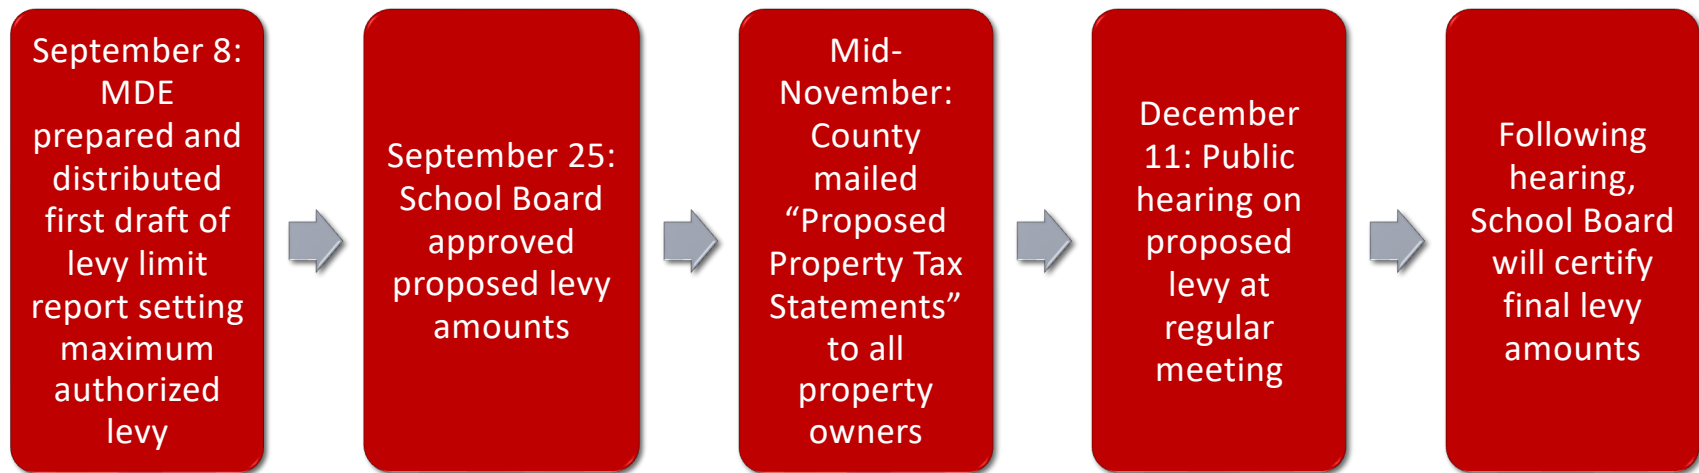 September 8:
MDE
prepared and
distributed
first draft of
levy limit
report setting
maximum
authorized
levy
September 25:
School Board
approved
proposed levy
amounts
Mid-
November:
County
mailed
“Proposed
Property Tax
Statements”
to all
property
owners
December
11: Public
hearing on
proposed
levy at
regular
meeting
Following
hearing,
School Board
will certify
final levy
amounts